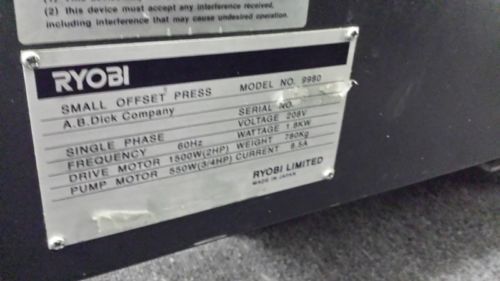 (2) this device must accept any interference received,
including interference that may cause undesired operation.
RYOBI
SMALL OFFSET PRESS MODEL NO. 9980
A.B.Dick Company
SERIAL NO.
SINGLE PHASE VOLTAGE 208V
FREQUENCY 60Hz WATTAGE 1.8KW
DRIVE MOTOR 1500W(2HP) WEIGHT 780Kg
PUMP MOTOR 550W(3/4HP) CURRENT 8.5A
RYOBI LIMITED
MADE IN JAPAN